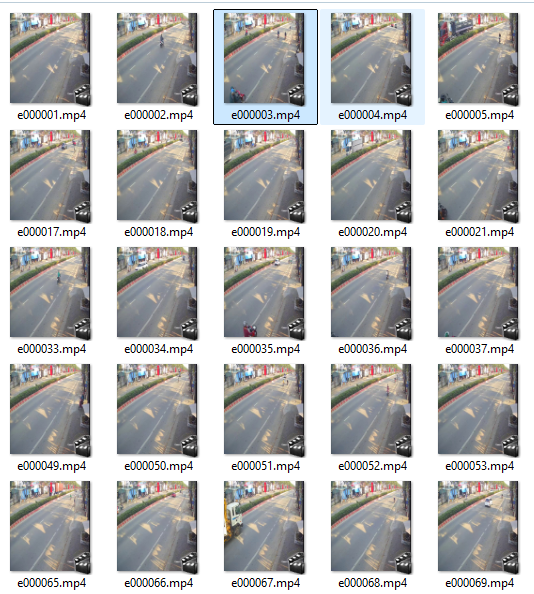 e000001.mp4 e000002.mp4 e000003.mp4 e000004.mp4 e000005.mp4
e000017.mp4 e000018.mp4 e000019.mp4 e000020.mp4 e000021.mp4
e000033.mp4 e000034.mp4 e000035.mp4 e000036.mp4 e000037.mp4
e000049.mp4 e000050.mp4 e000051.mp4 e000052.mp4 e000053.mp4
e000065.mp4 e000066.mp4 e000067.mp4 e000068.mp4 e000069.mp4